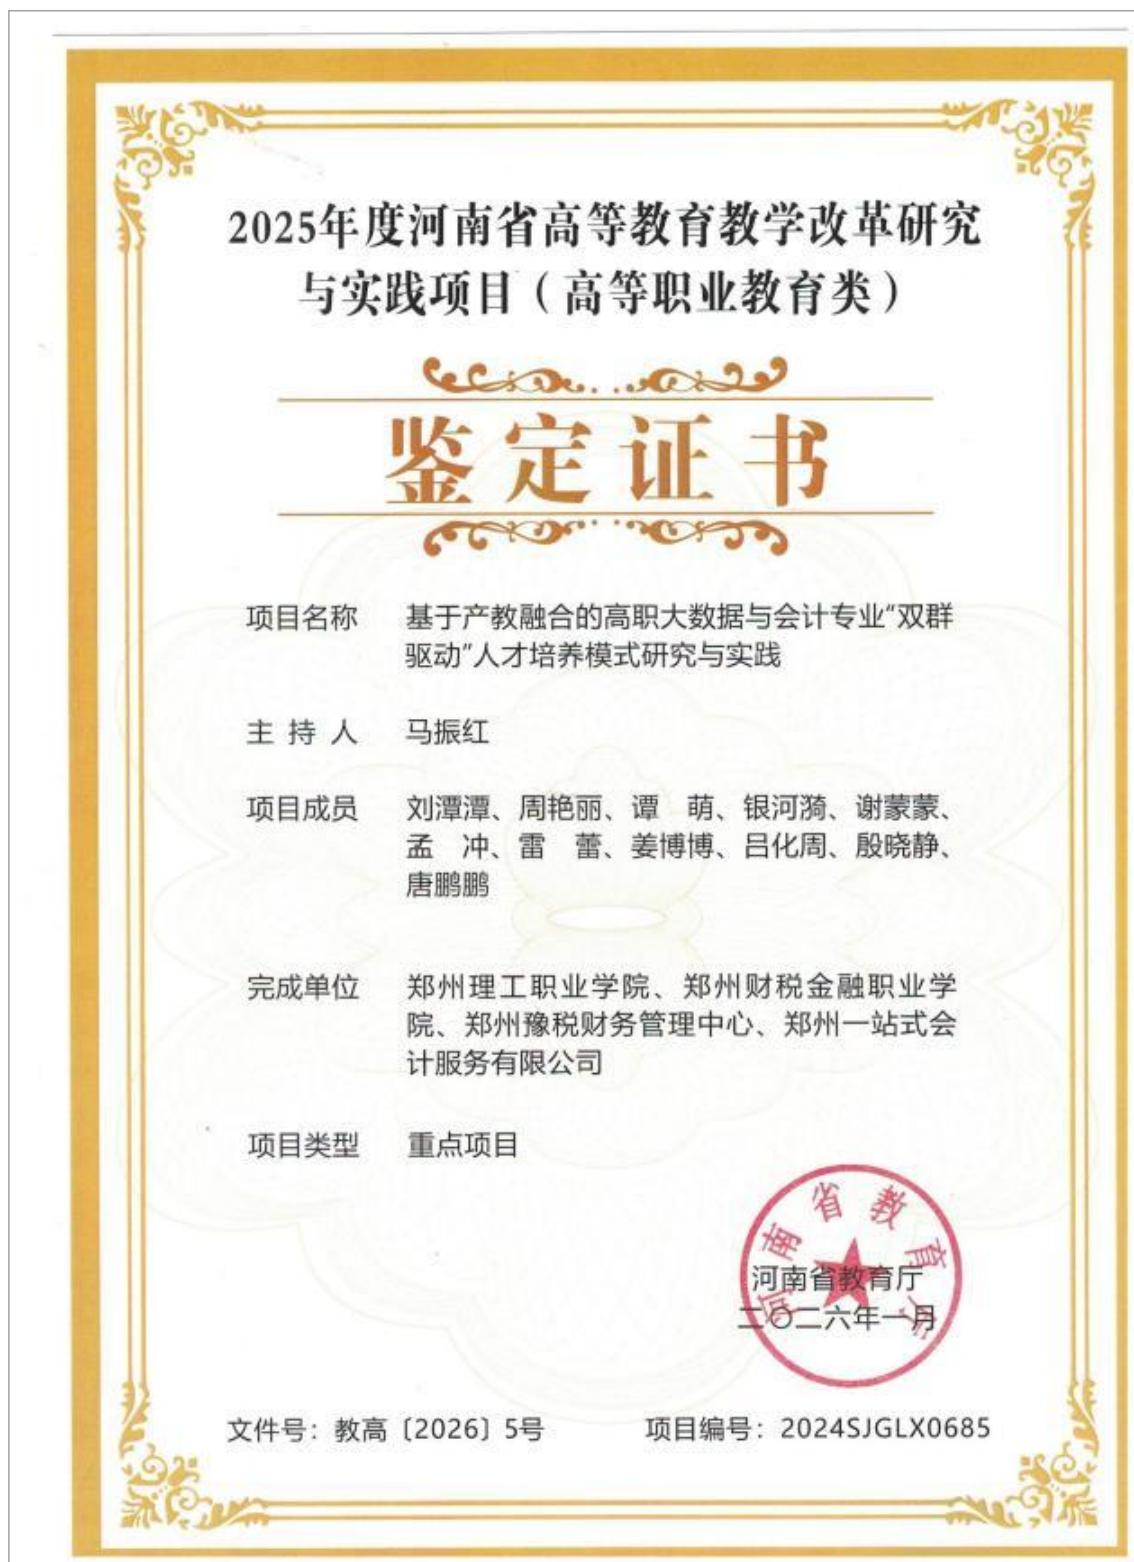 2025年度河南省高等教育教学改革研究
与实践项目（高等职业教育类）
鉴定证书
项目名称 基于产教融合的高职大数据与会计专业“双群
驱动”人才培养模式研究与实践
主持人 马振红
项目成员 刘潭潭、周艳丽、谭　萌、银河漪、谢蒙蒙、
孟　冲、雷　蕾、姜博博、吕化周、殷晓静、
唐鹏鹏
完成单位 郑州理工职业学院、郑州财税金融职业学
院、郑州豫税财务管理中心、郑州一站式会
计服务有限公司
项目类型 重点项目
河南省教育厅
河南省教育厅
二〇二六年一月
文件号：教高〔2026〕5号 项目编号：2024SJGLX0685